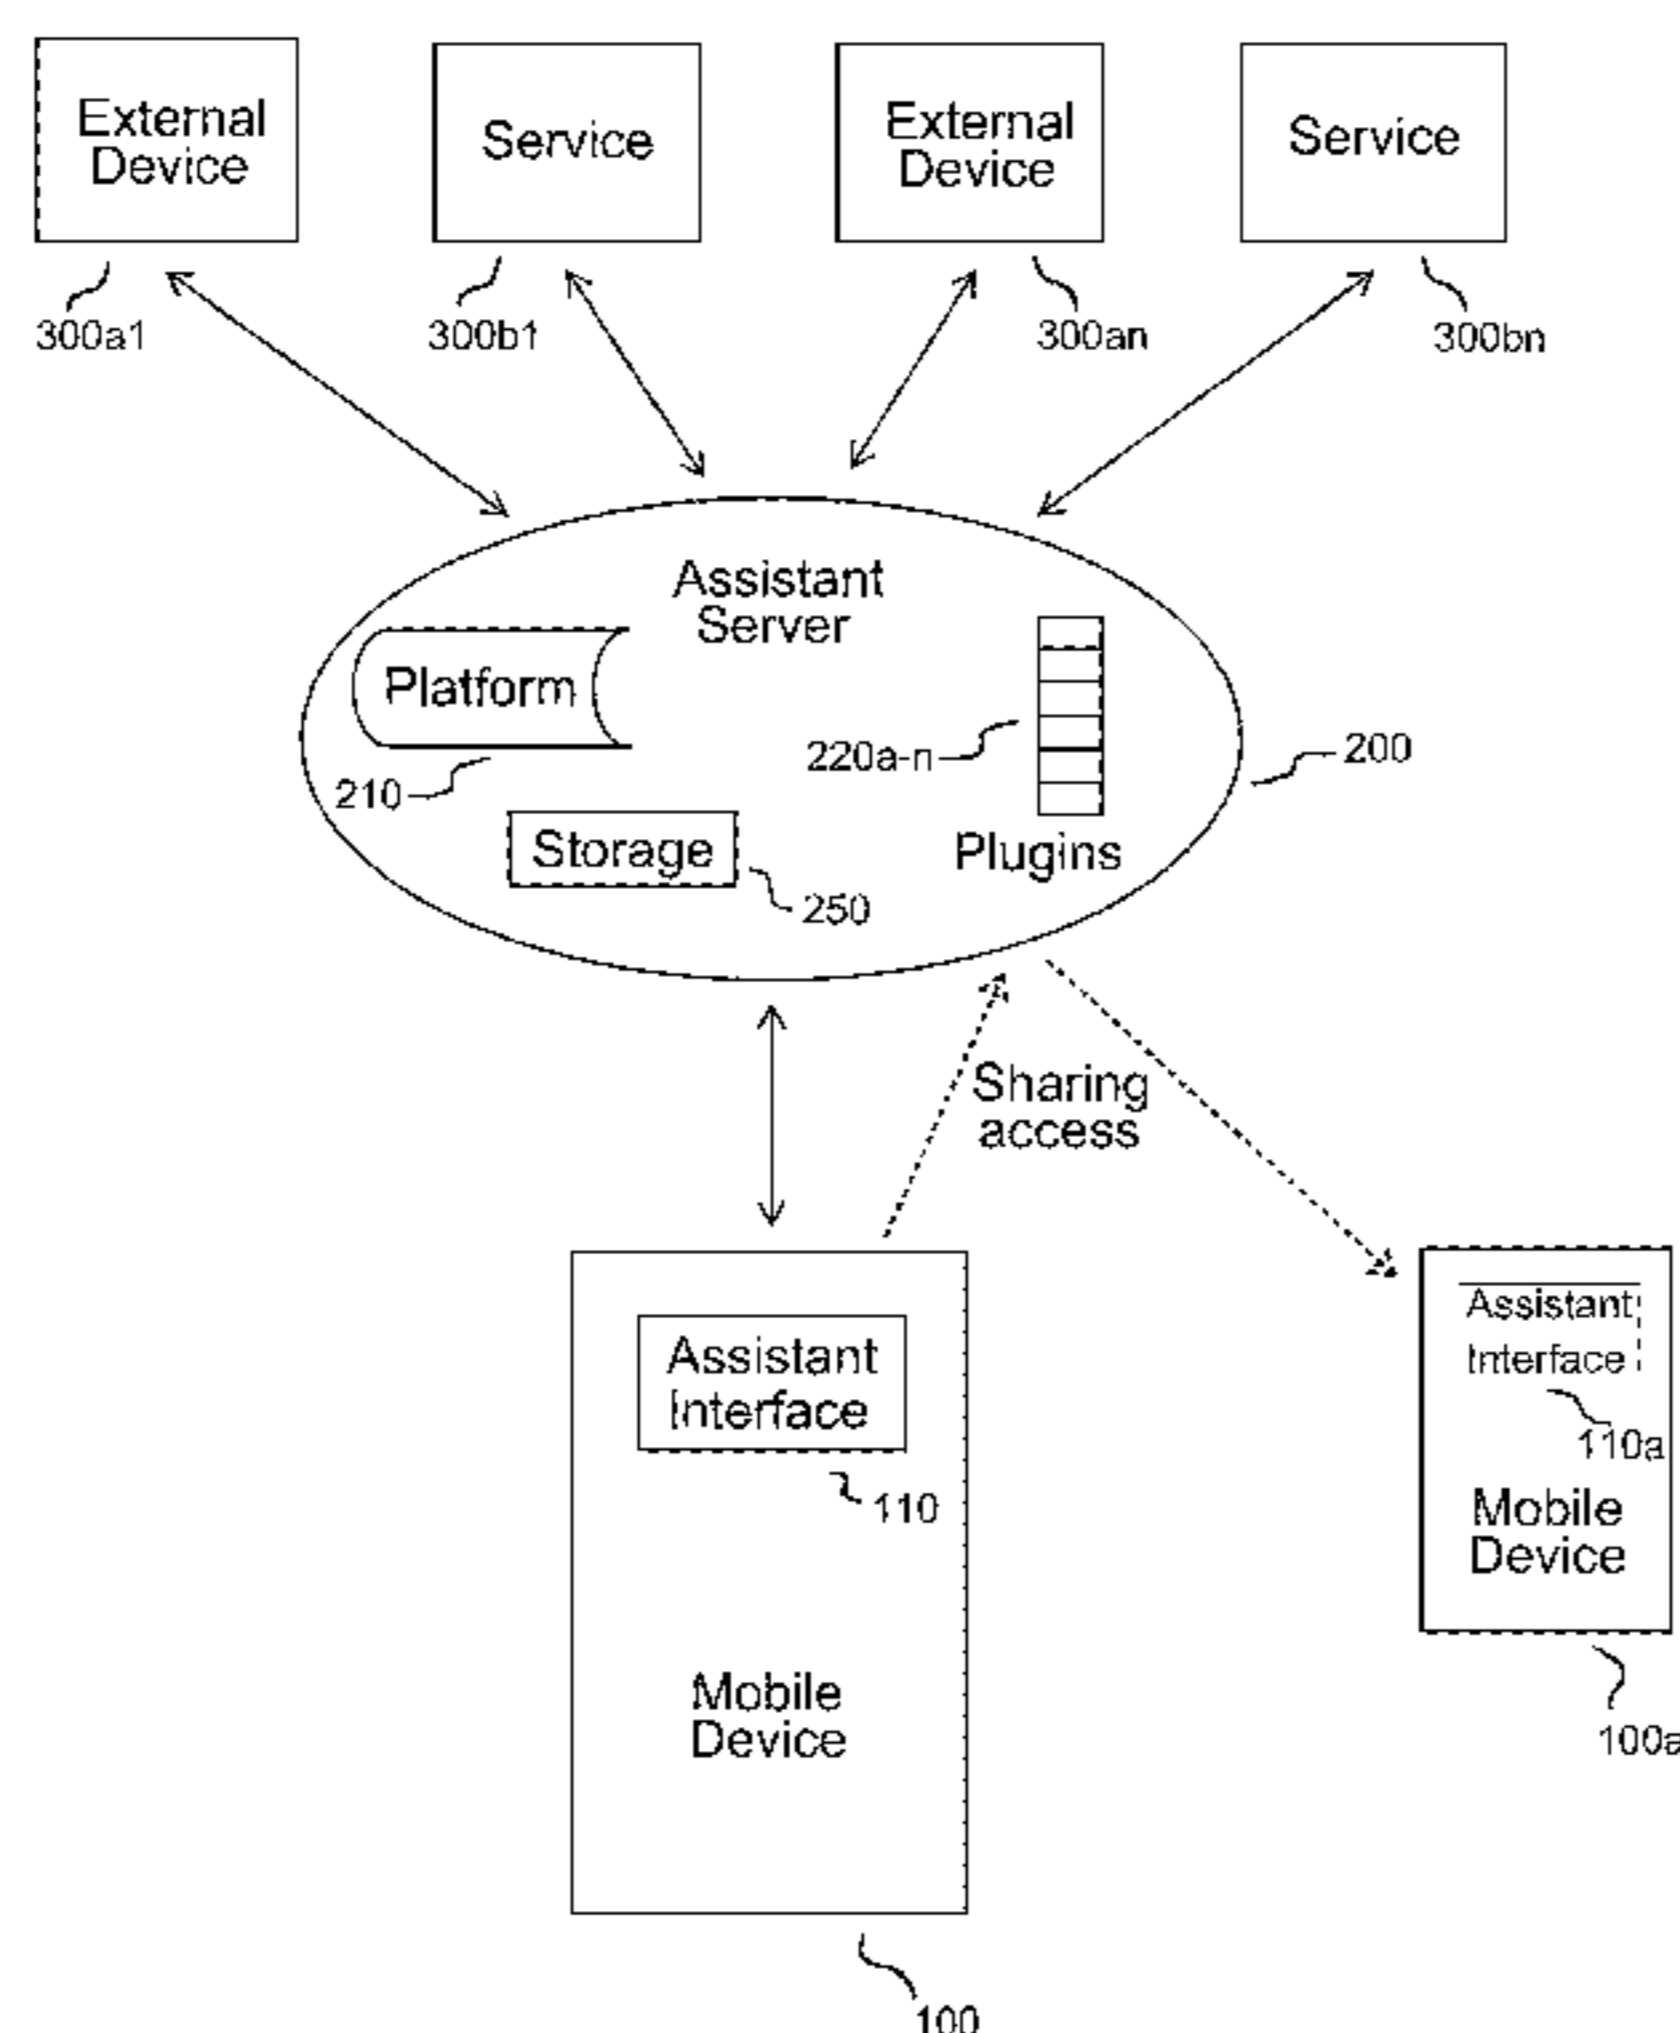 External
Device
Service
External
Device
Service
300a1
300b1
300an
300bn
Assistant
Server
Platform
210
220a-n
200
Storage
250
Plugins
Sharing
access
Assistant
Interface
110
Mobile
Device
100
Assistant
Interface
110a
Mobile
Device
100a